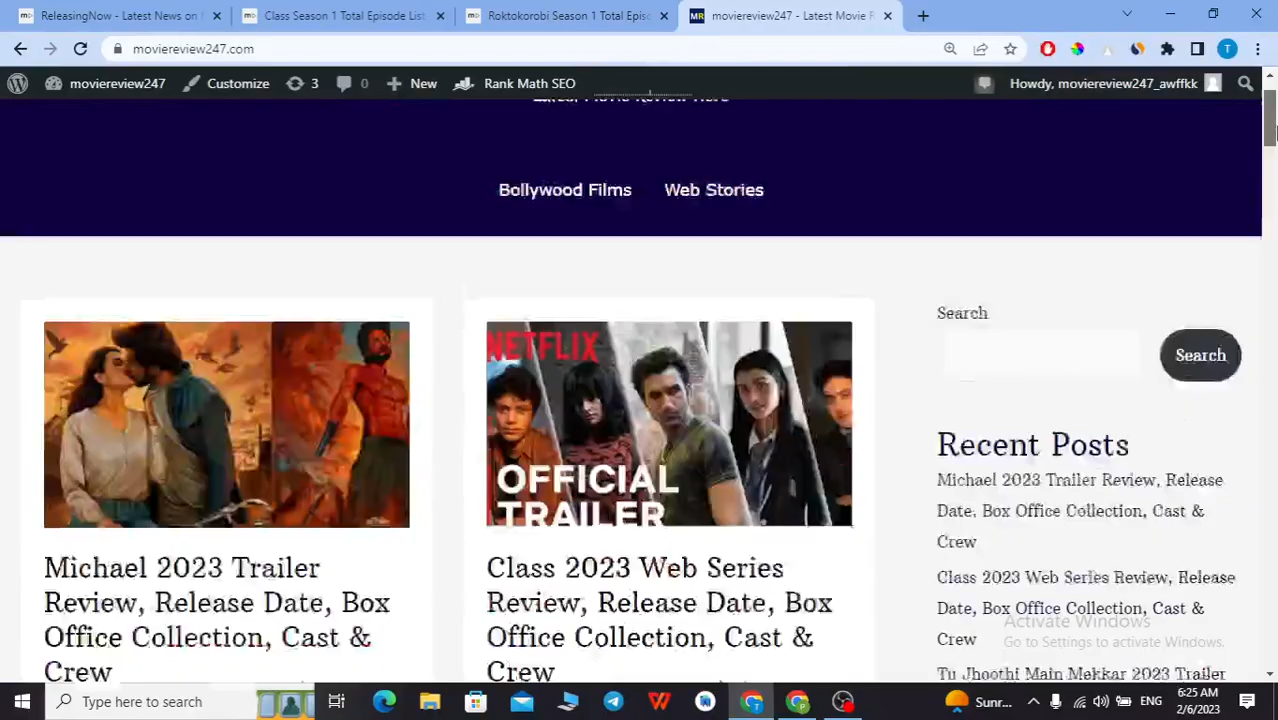 ReleasingNow - Latest News on
Class Season 1 Total Episode List
Roktokorobi Season 1 Total Epis
moviereview247 - Latest Movie R
moviereview247.com
T
moviereview247
Customize
3
0
New
Rank Math SEO
Howdy, moviereview247_awffkk
Bollywood Films
Web Stories
NETFLIX
OFFICIAL
TRAILER
Michael 2023 Trailer
Review, Release Date, Box
Office Collection, Cast &
Crew
Class 2023 Web Series
Review, Release Date, Box
Office Collection, Cast &
Crew
Search
Search
Recent Posts
Michael 2023 Trailer Review, Release
Date, Box Office Collection, Cast &
Crew
Class 2023 Web Series Review, Release
Date, Box Office Collection, Cast &
Crew
Tu Jhoothi Main Makkar 2023 Trailer
Activate Windows
Go to Settings to activate Windows.
Type here to search
Sunr...
ENG
6:25 AM
2/6/2023